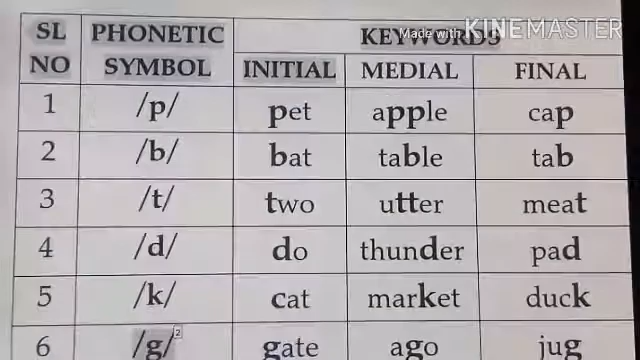 Made with KINEMASTER
SL NO PHONETIC SYMBOL KEYWORDS
INITIAL MEDIAL FINAL
1 /p/ pet apple cap
2 /b/ bat table tab
3 /t/ two utter meat
4 /d/ do thunder pad
5 /k/ cat market duck
6 /g/2 gate ago jug